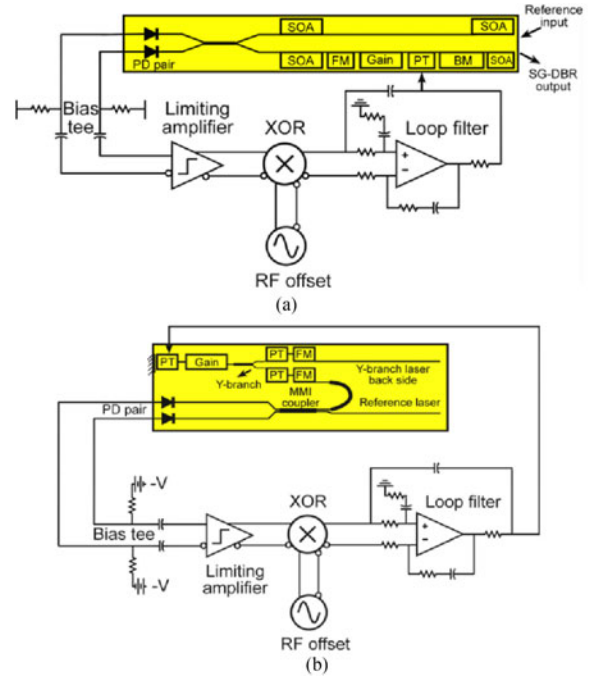 SOA
SOA
Reference
input
PD pair
SOA
FM
Gain
PT
BM
SOA
SG-DBR
output
Bias
tee
Limiting
amplifier
XOR
Loop filter
+
-
RF offset
(a)
PT
Gain
PT
FM
Y-branch laser
back side
Y-branch
PT
FM
MMI
coupler
Reference laser
PD pair
-V
Bias tee
-V
Limiting
amplifier
XOR
Loop filter
+
-
RF offset
(b)